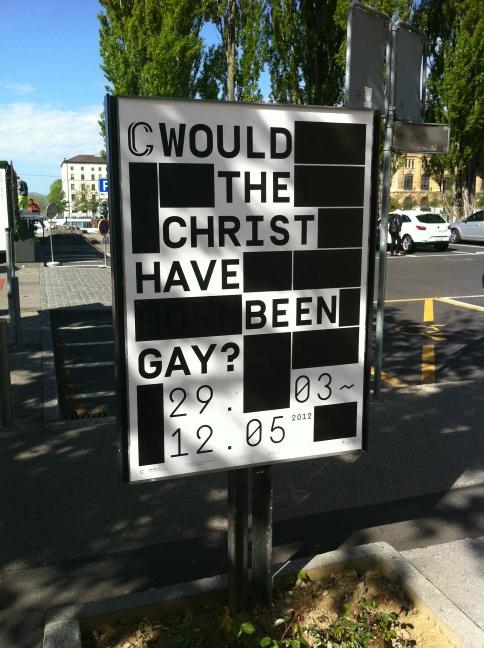 C WOULD
THE
CHRIST
HAVE
BEEN
GAY?
29. 03~
12.05 2012
P